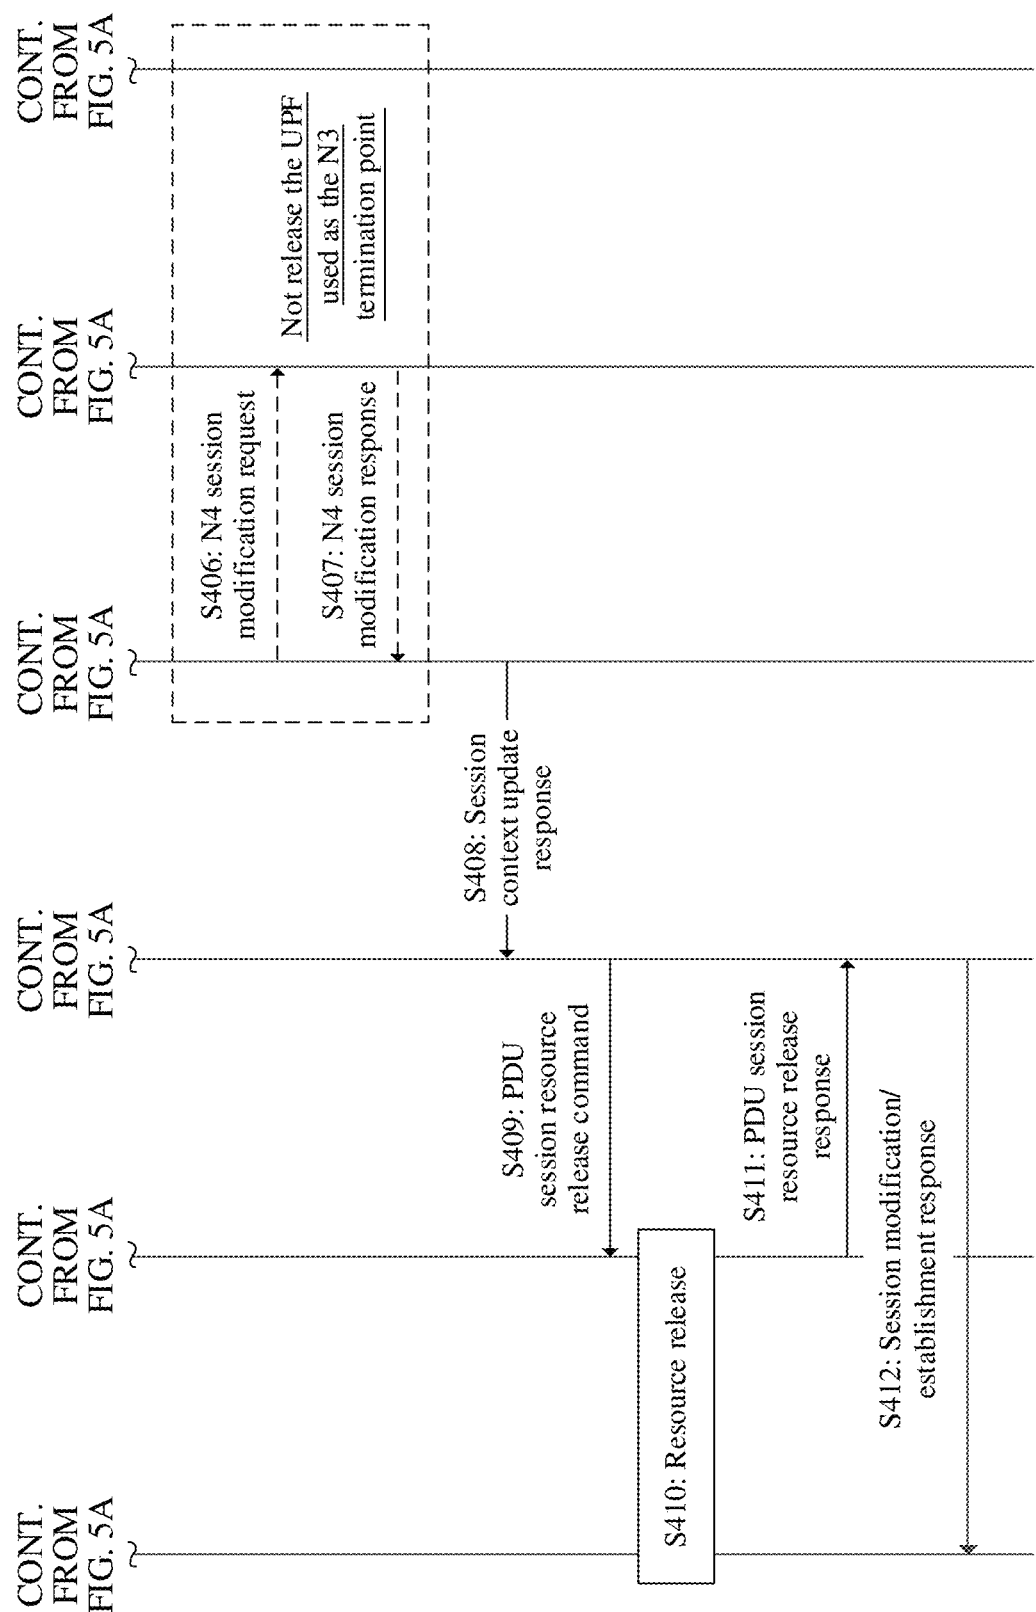 CONT.
FROM
FIG. 5A
CONT.
FROM
FIG. 5A
CONT.
FROM
FIG. 5A
CONT.
FROM
FIG. 5A
CONT.
FROM
FIG. 5A
CONT.
FROM
FIG. 5A
S406: N4 session
modification request
Not release the UPF
used as the N3
termination point
S407: N4 session
modification response
S408: Session
context update
response
S409: PDU
session resource
release command
S410: Resource release
S411: PDU session
resource release
response
S412: Session modification/
establishment response